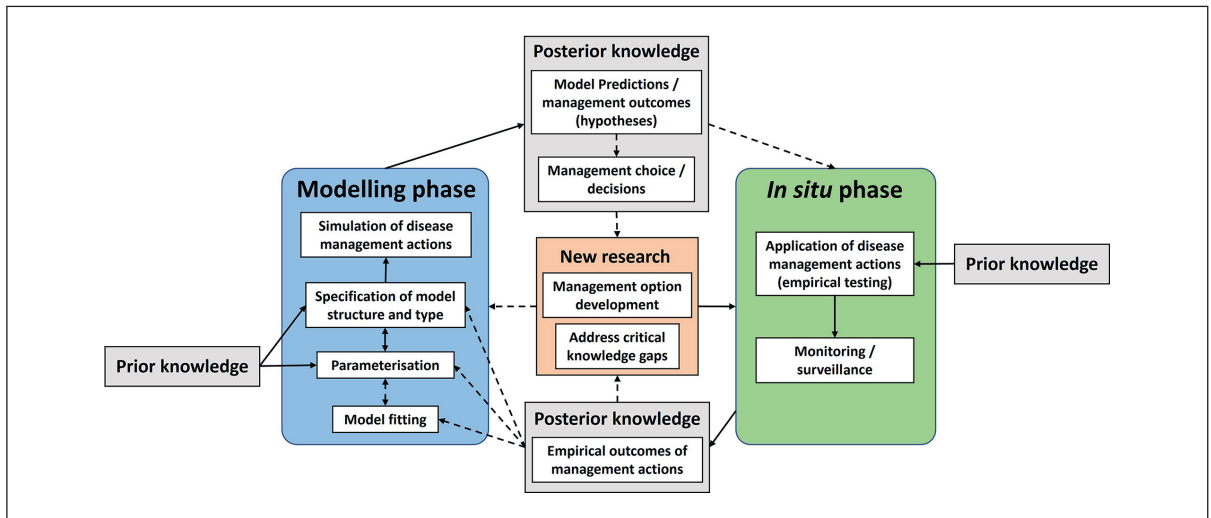 Posterior knowledge
Model Predictions /
management outcomes
(hypotheses)
Management choice /
decisions
Modelling phase
Simulation of disease
management actions
Specification of model
structure and type
Parameterisation
Model fitting
Prior knowledge
New research
Management option
development
Address critical
knowledge gaps
Posterior knowledge
Empirical outcomes of
management actions
In situ phase
Application of disease
management actions
(empirical testing)
Monitoring /
surveillance
Prior knowledge